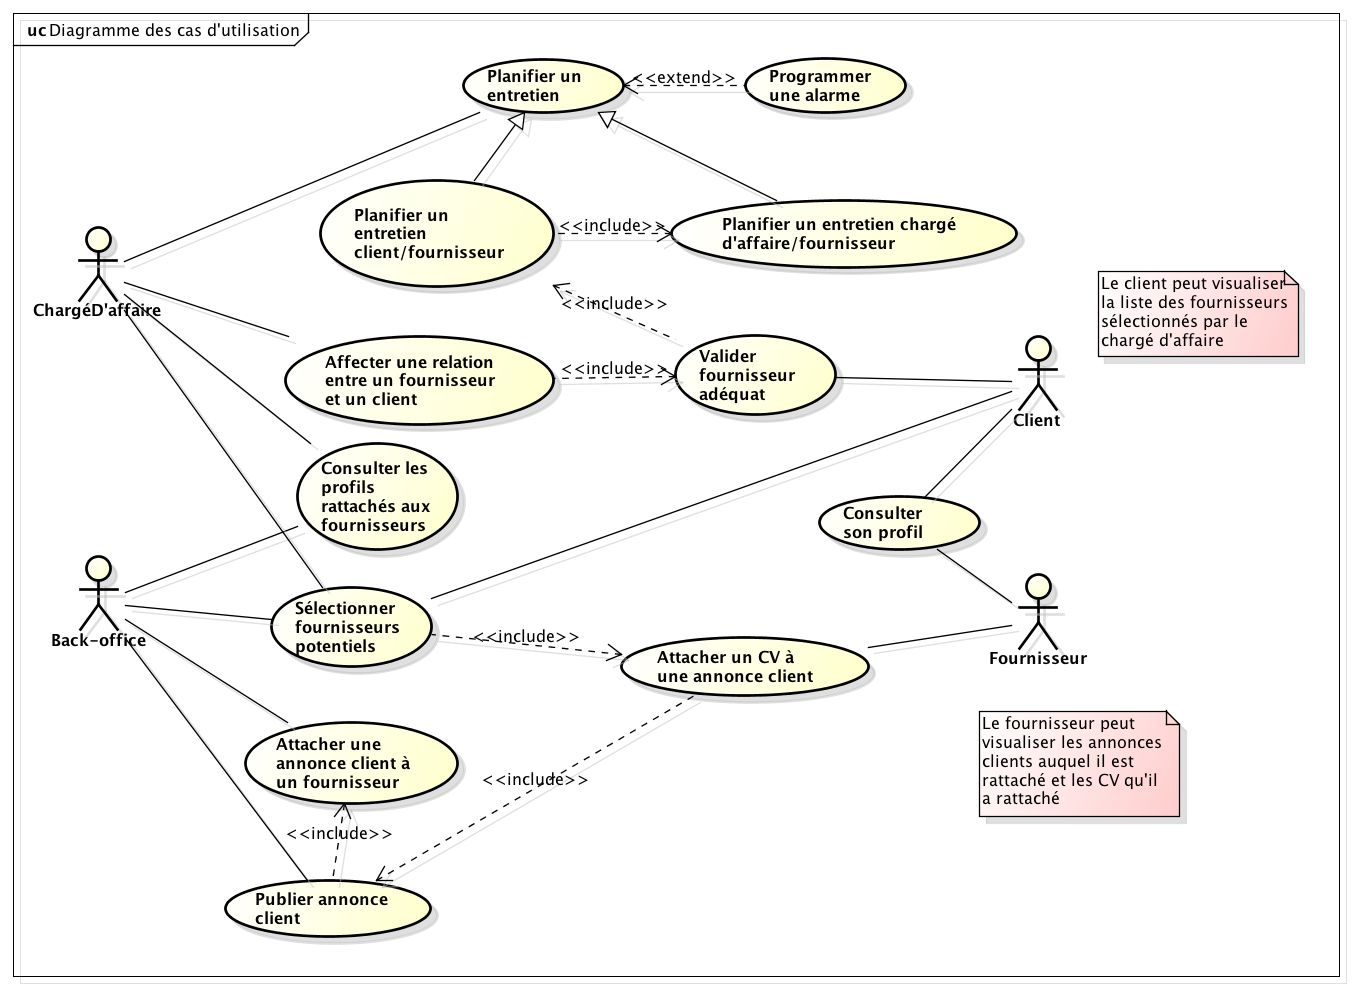 uc Diagramme des cas d'utilisation
Planifier un
entretien
<<extend>>
Programmer
une alarme
Planifier un
entretien
client/fournisseur
<<include>>
Planifier un entretien chargé
d'affaire/fournisseur
ChargéD'affaire
<<include>>
Le client peut visualiser
la liste des fournisseurs
sélectionnés par le
chargé d'affaire
Affecter une relation
entre un fournisseur
et un client
<<include>>
Valider
fournisseur
adéquat
Client
Consulter les
profils
rattachés aux
fournisseurs
Consulter
son profil
Back-office
Sélectionner
fournisseurs
potentiels
<<include>>
Attacher un CV à
une annonce client
Fournisseur
Le fournisseur peut
visualiser les annonces
clients auquel il est
rattaché et les CV qu'il
a rattaché
Attacher une
annonce client à
un fournisseur
<<include>>
<<include>>
Publier annonce
client